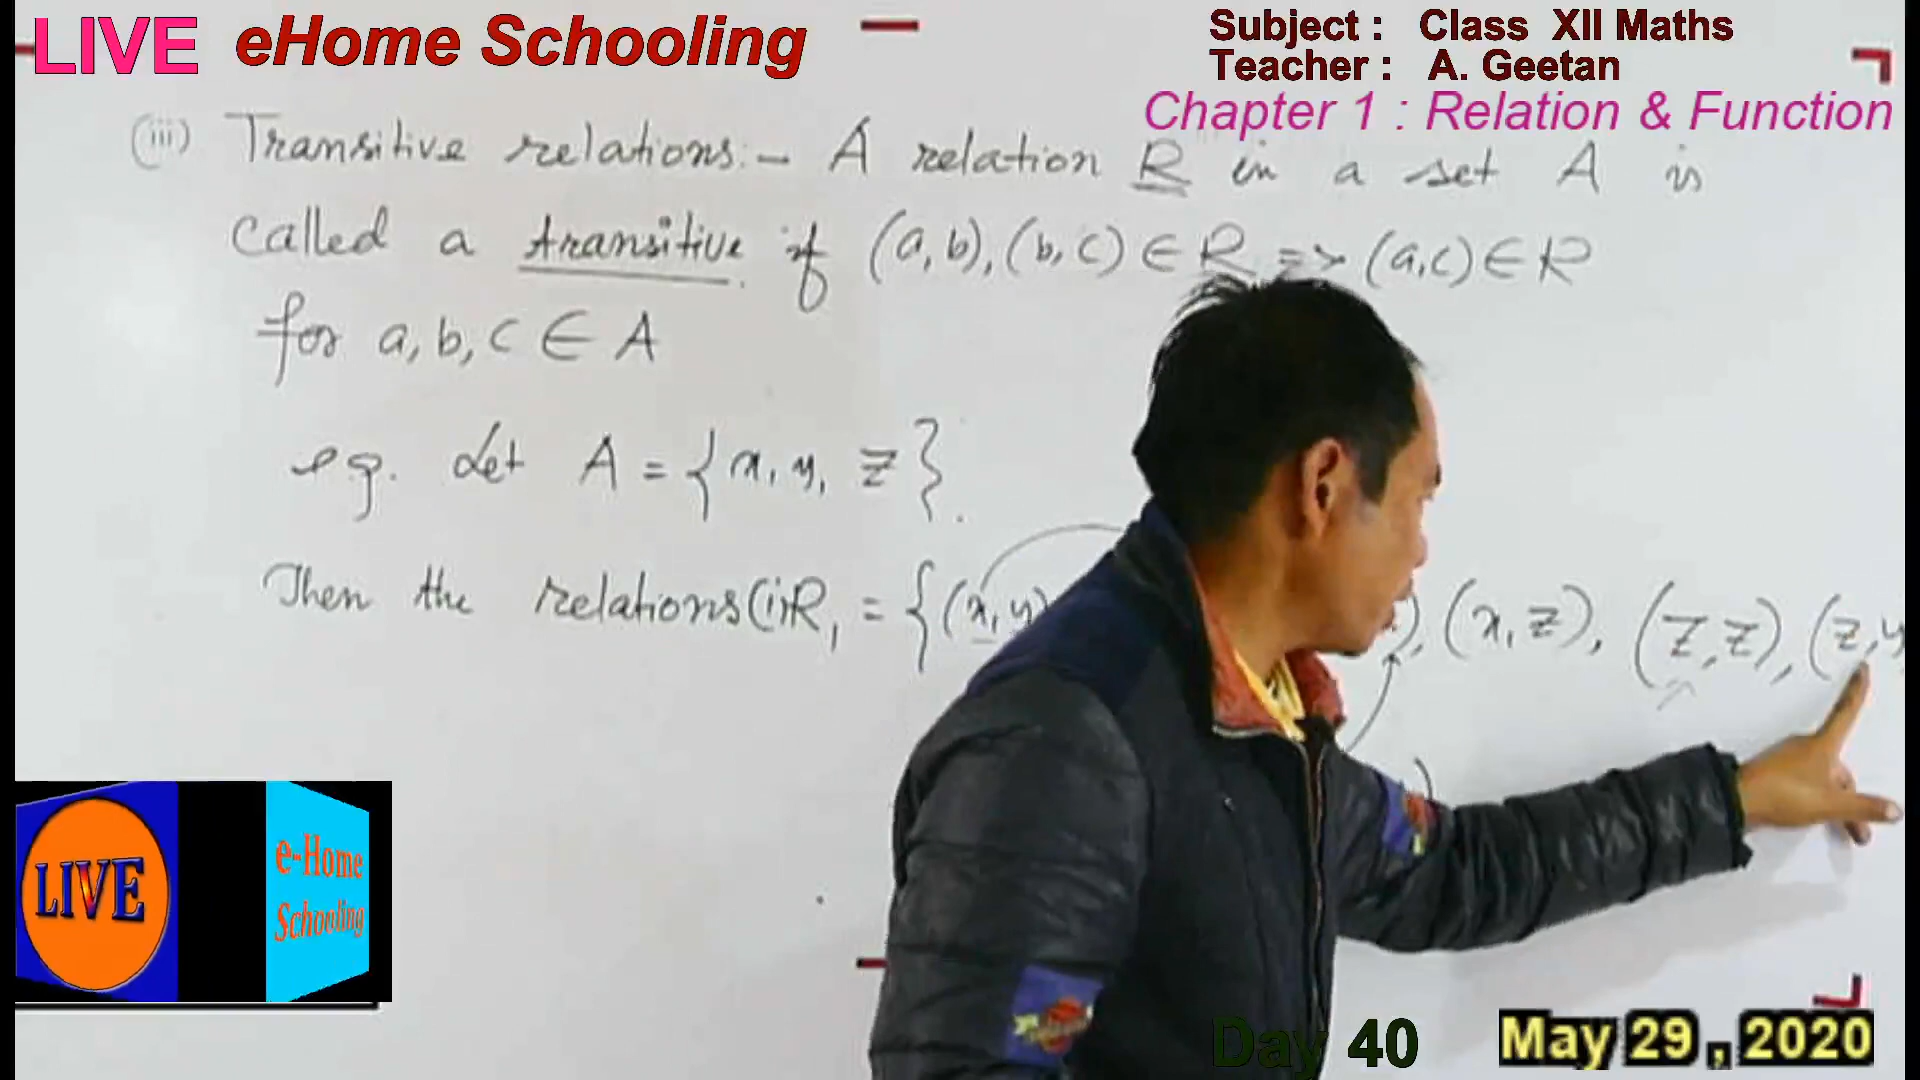 LIVE eHome Schooling
Subject : Class XII Maths
Teacher : A. Geetan
Chapter 1 : Relation & Function
(iii) Transitive relations:- A relation R in a set A is
called a transitive if (a,b), (b,c) ∈ R => (a,c) ∈ R
for a, b, c ∈ A
e.g. Let A = {x, y, z}.
Then the relations (i) R₁ = {(x,y) ), (x,z), (z,z), (z,y
LIVE
e-Home
Schooling
Day 40
May 29 , 2020